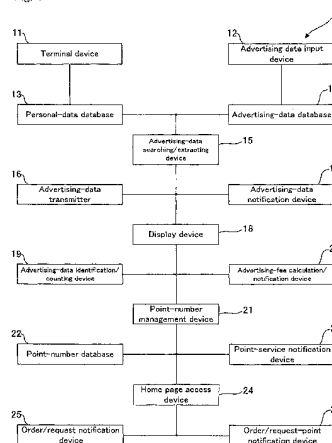 11
Terminal device
12
Advertising data input
device
13
Personal-data database
Advertising-data database
Advertising-data
searching/extracting
device
15
16
Advertising-data
transmitter
Advertising-data
notification device
Display device
18
19
Advertising-data identification/
counting device
Advertising-fee calculation/
notification device
Point-number
management device
21
22
Point-number database
Point-service notification
device
Home page access
device
24
25
Order/request notification
device
Order/request-point
notification device